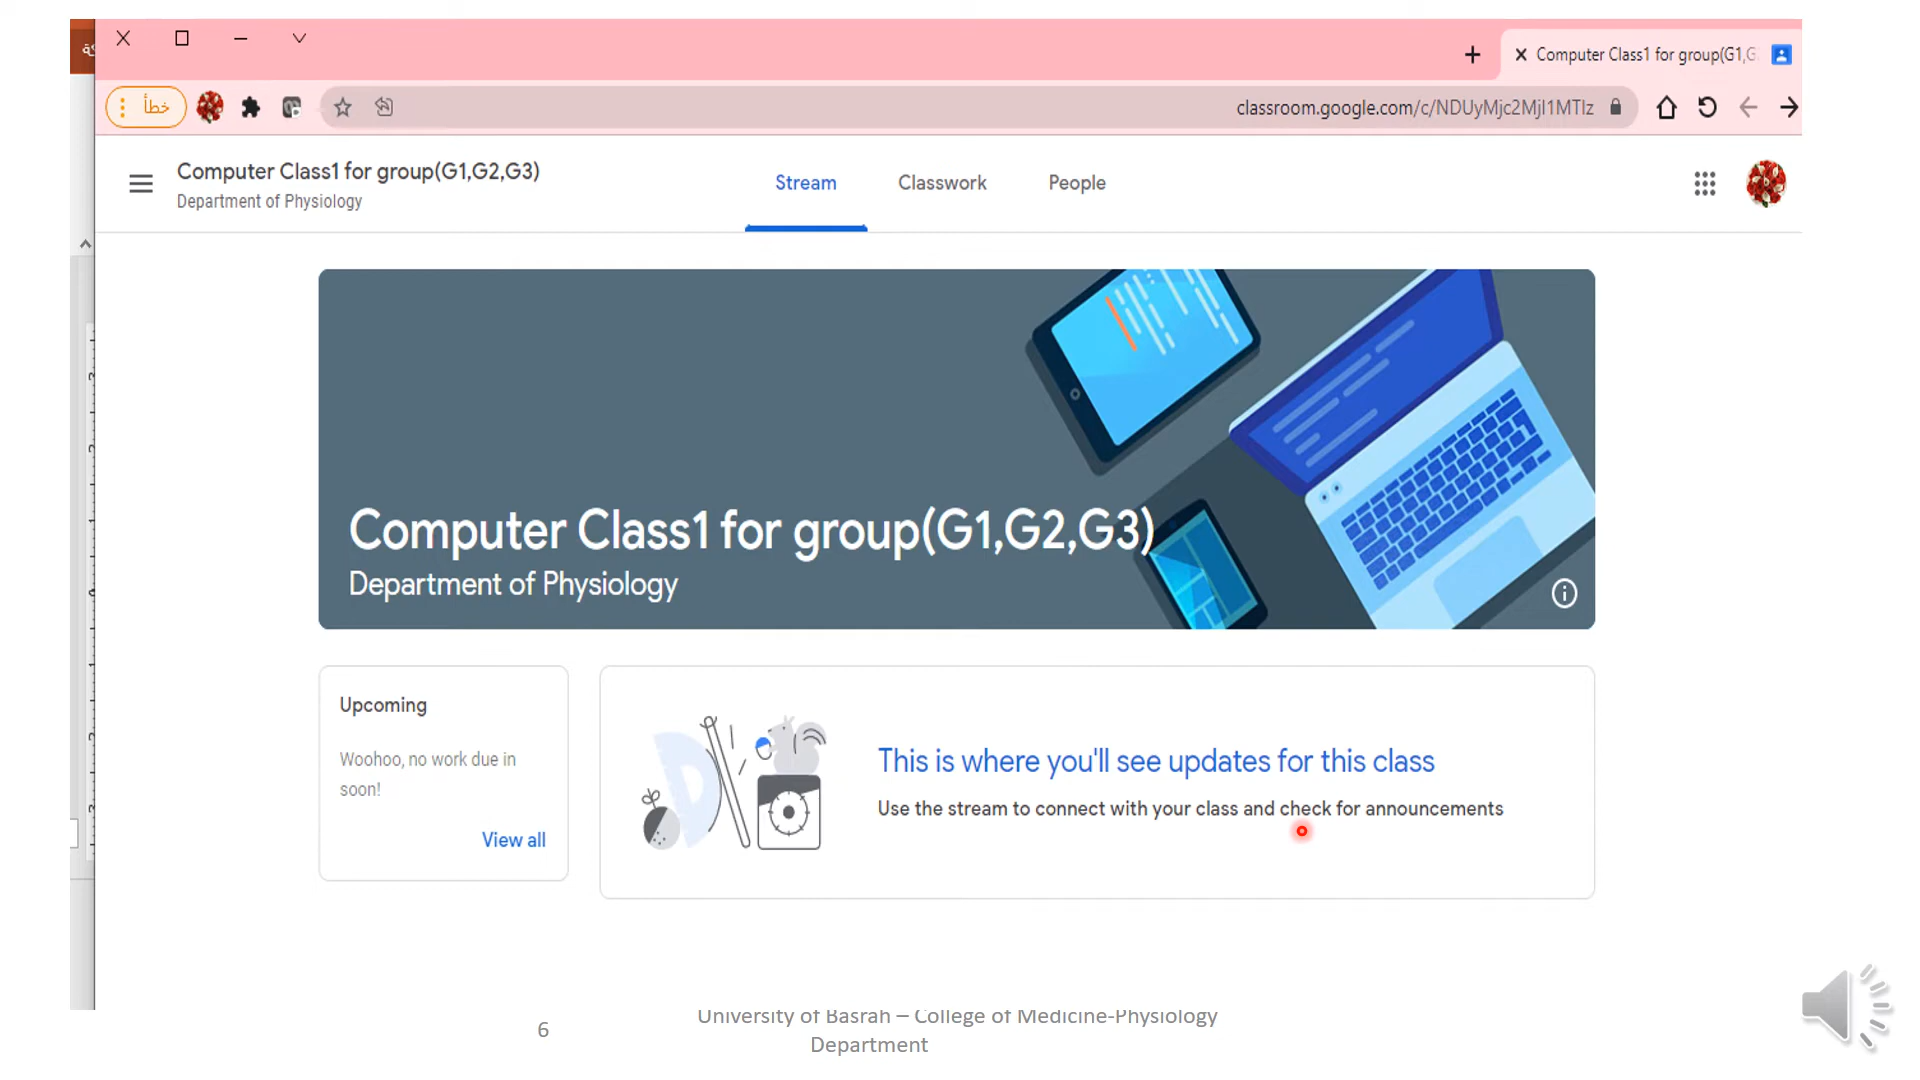 كة
Computer Class1 for group(G1,G
خطأ
classroom.google.com/c/NDUyMjc2MjI1MTIz
Computer Class1 for group(G1,G2,G3)
Department of Physiology
Stream
Classwork
People
Computer Class1 for group(G1,G2,G3)
Department of Physiology
Upcoming
Woohoo, no work due in
soon!
View all
This is where you'll see updates for this class
Use the stream to connect with your class and check for announcements
6
University of Basrah – College of Medicine-Physiology
Department